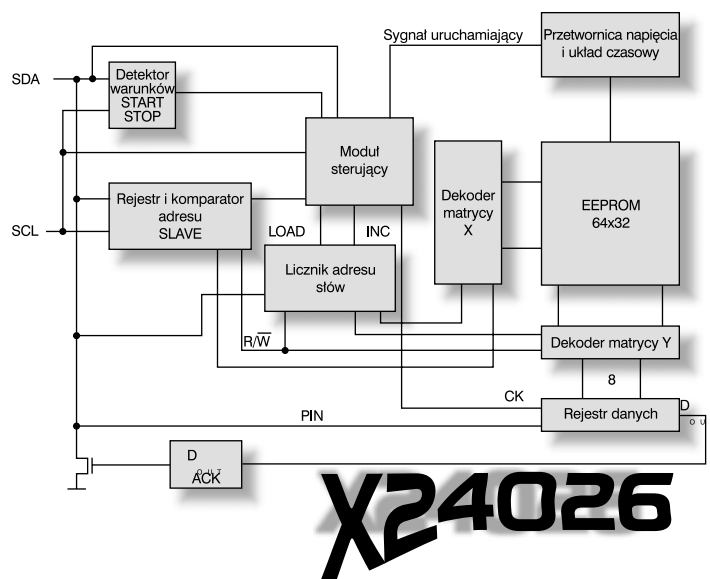 Sygnał uruchamiający
Przetwornica napięcia
i układ czasowy
SDA
Detektor
warunków
START
STOP
Moduł
sterujący
Dekoder
matrycy
X
EEPROM
64x32
Rejestr i komparator
adresu
SLAVE
SCL
LOAD
INC
Licznik adresu
słów
R/W̅
Dekoder matrycy Y
8
CK
PIN
Rejestr danych
D
O U
D
O U T
ACK
X24026